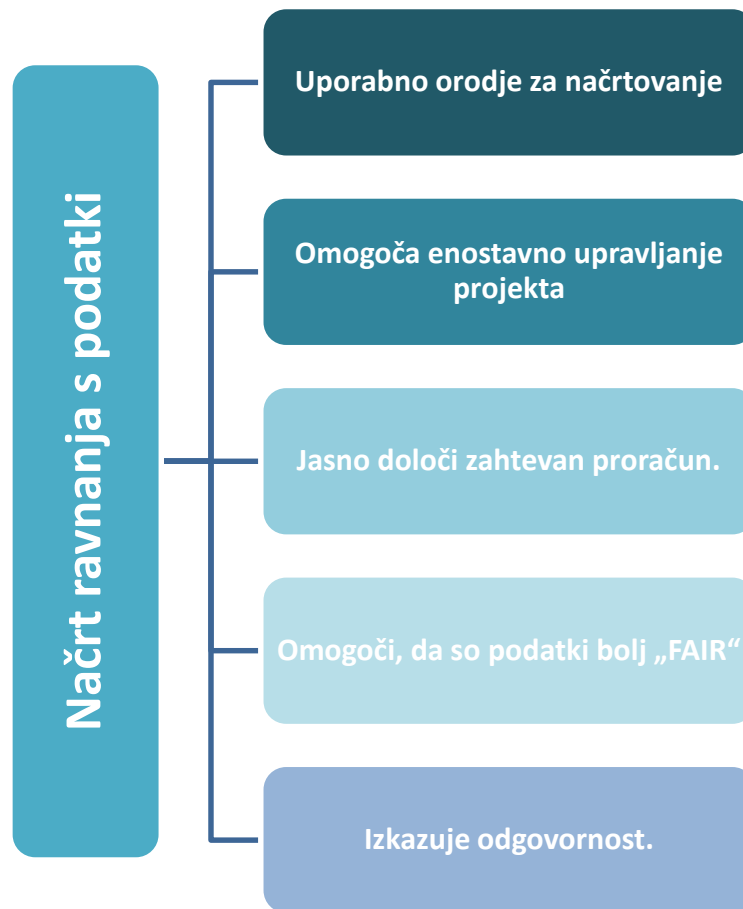 Načrt ravnanja s podatki
Uporabno orodje za načrtovanje
Omogoča enostavno upravljanje
projekta
Jasno določi zahtevan proračun.
Omogoči, da so podatki bolj „FAIR“
Izkazuje odgovornost.